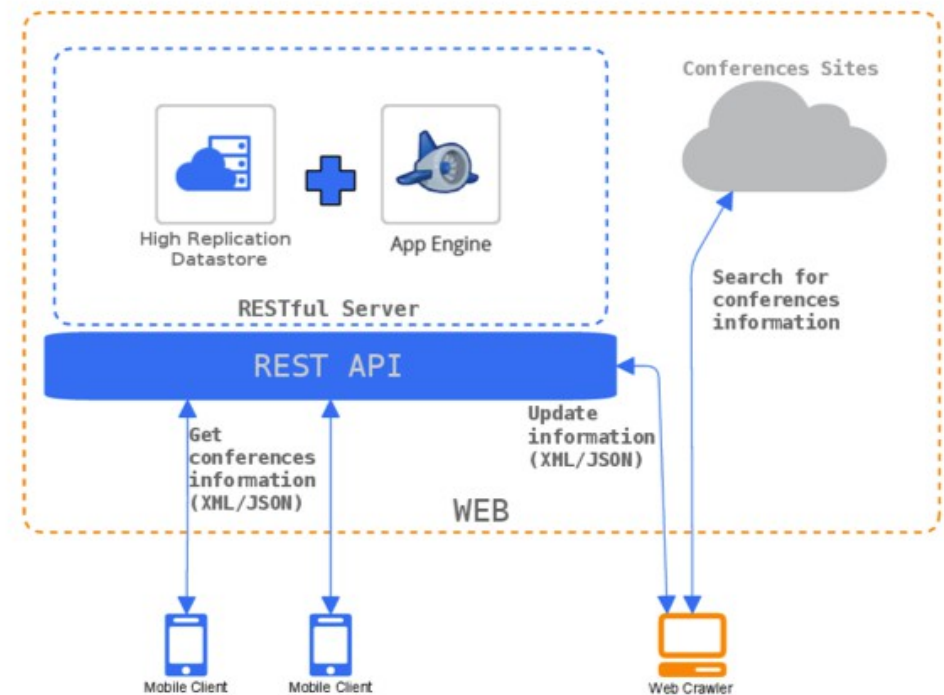 Conferences Sites
High Replication
Datastore
App Engine
Search for
conferences
information
RESTful Server
REST API
Get
conferences
information
(XML/JSON)
Update
information
(XML/JSON)
WEB
Mobile Client
Mobile Client
Web Crawler